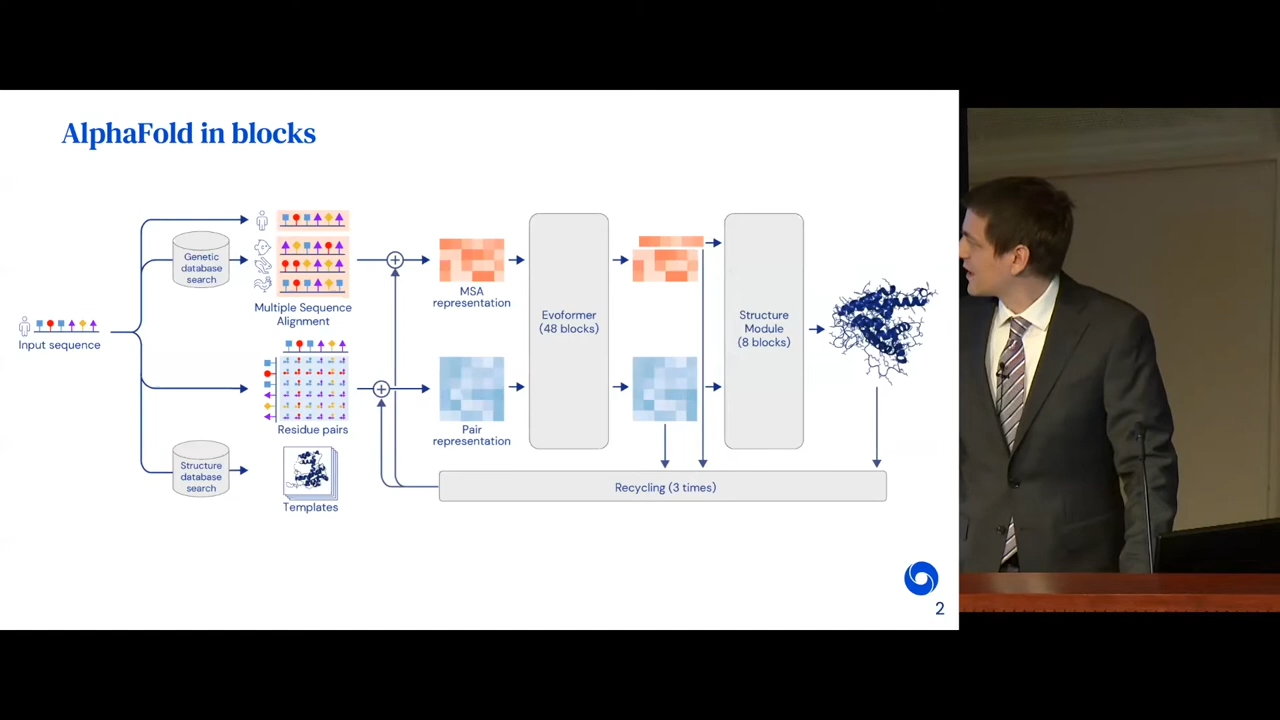 AlphaFold in blocks
Genetic
database
search
Multiple Sequence
Alignment
Input sequence
Residue pairs
Structure
database
search
Templates
MSA
representation
Pair
representation
Evoformer
(48 blocks)
Structure
Module
(8 blocks)
Recycling (3 times)
2